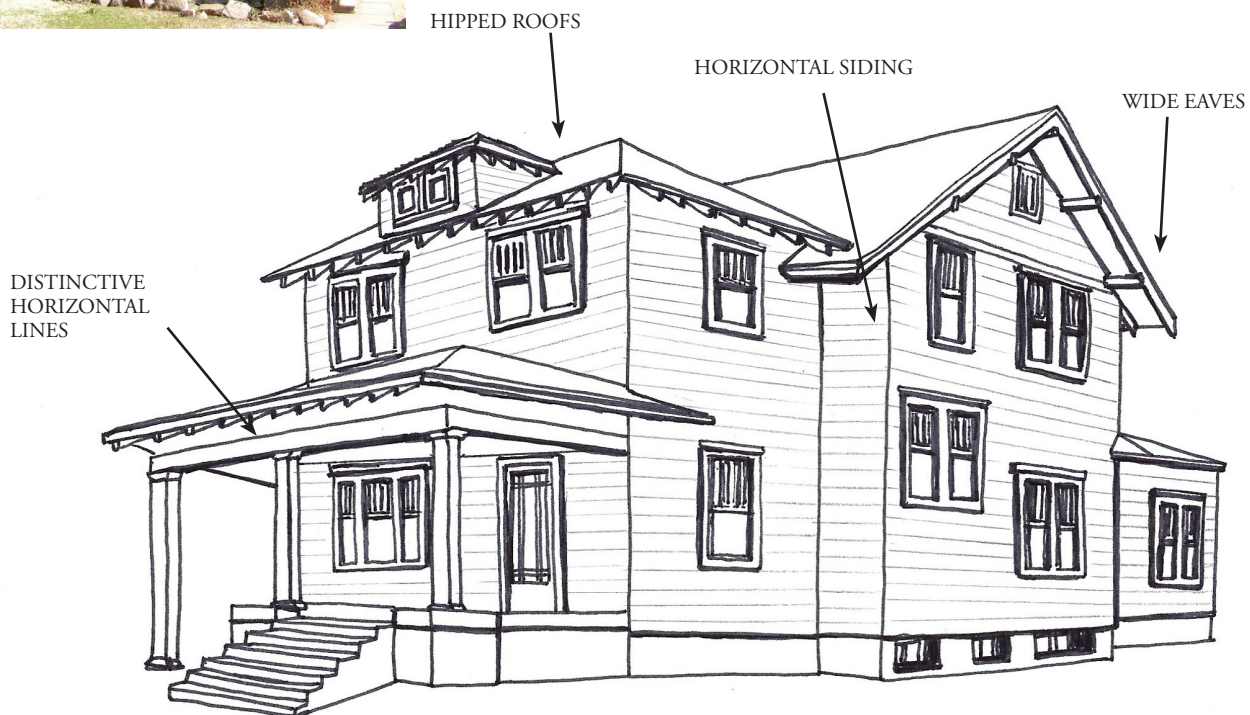 HIPPED ROOFS
HORIZONTAL SIDING
WIDE EAVES
DISTINCTIVE
HORIZONTAL
LINES